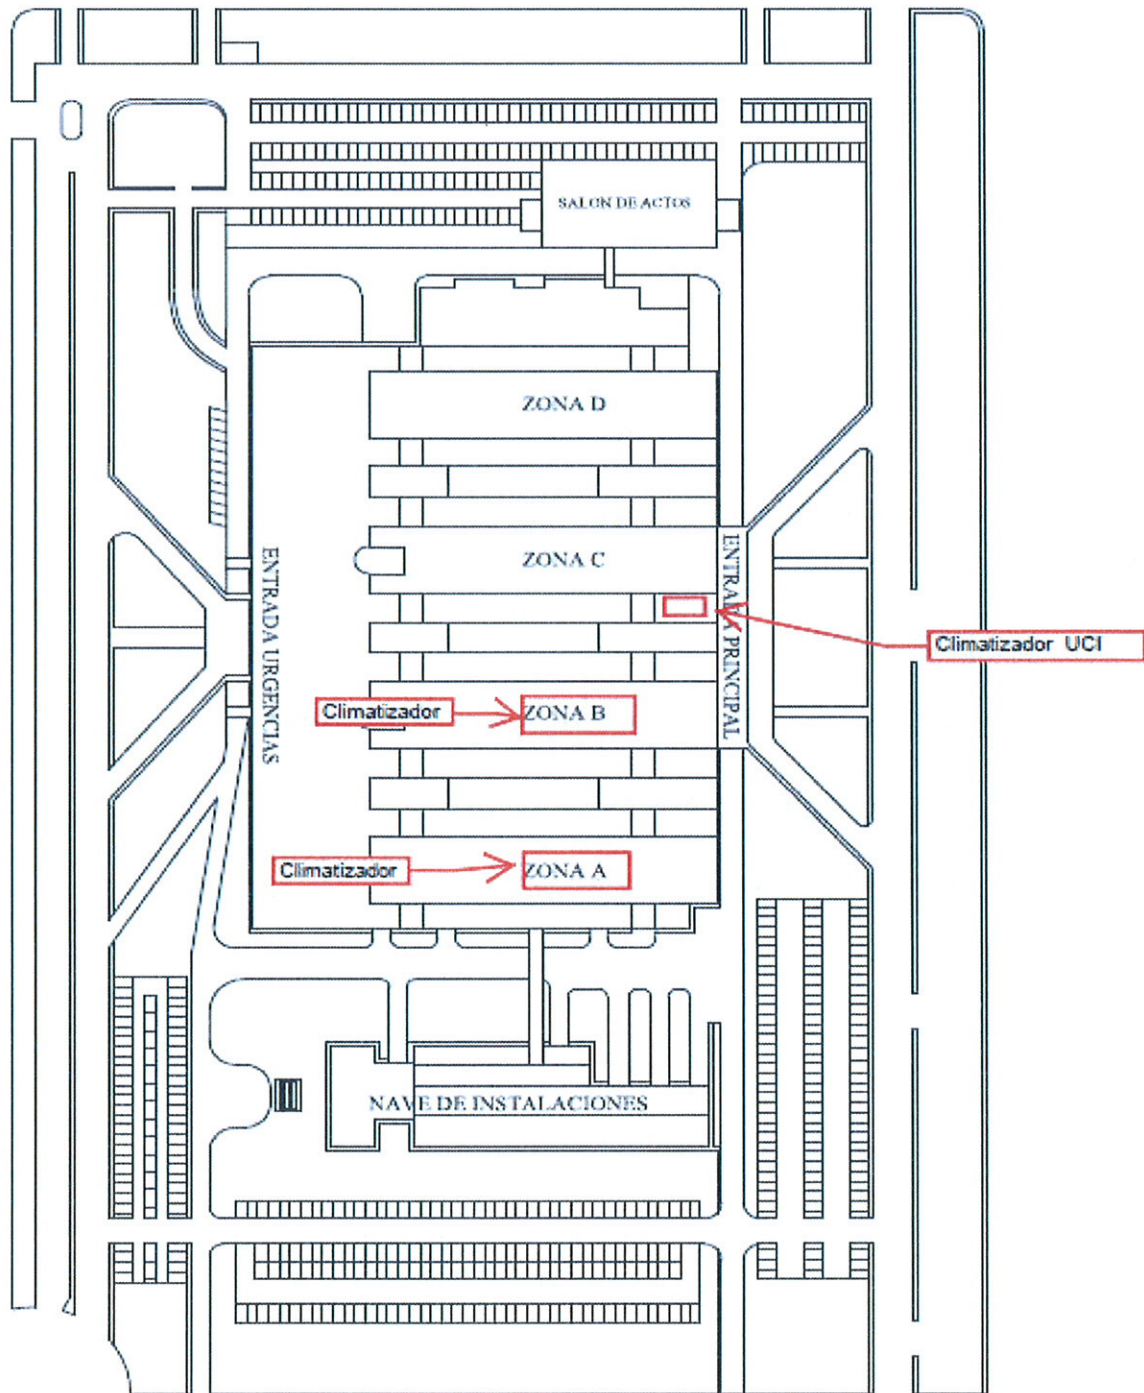 SALON DE ACTOS
ZONA D
ZONA C
ENTRADA URGENCIAS
ENTRADA PRINCIPAL
Climatizador UCI
Climatizador
ZONA B
Climatizador
ZONA A
NAVE DE INSTALACIONES